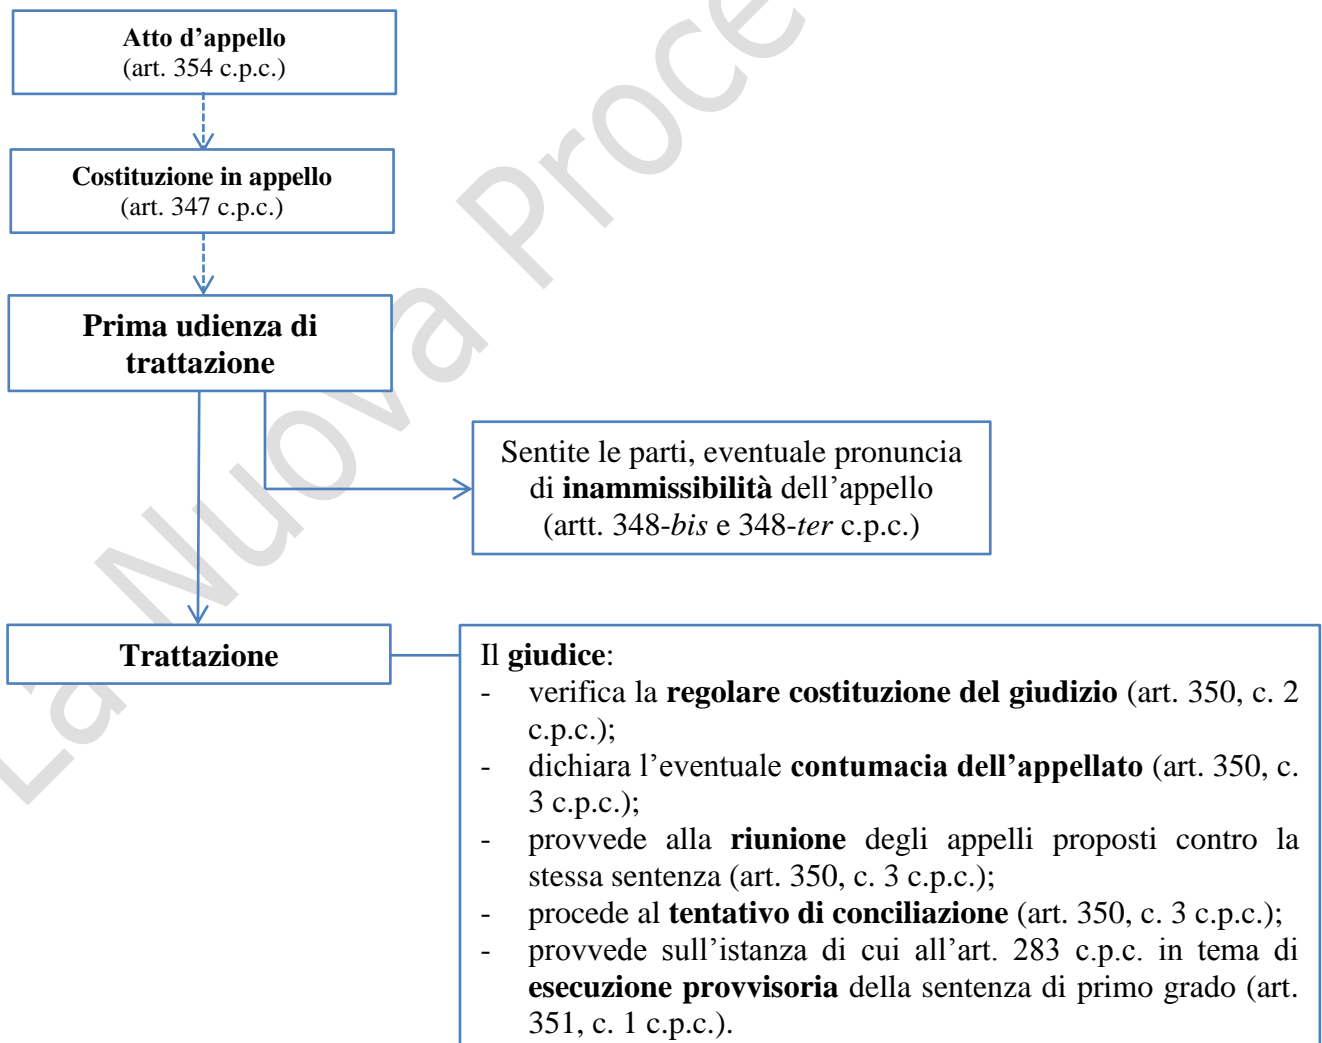 Atto d’appello
(art. 354 c.p.c.)
Costituzione in appello
(art. 347 c.p.c.)
Prima udienza di
trattazione
Sentite le parti, eventuale pronuncia
di inammissibilità dell’appello
(artt. 348-bis e 348-ter c.p.c.)
Trattazione
Il giudice:
- verifica la regolare costituzione del giudizio (art. 350, c. 2
c.p.c.);
- dichiara l’eventuale contumacia dell’appellato (art. 350, c.
3 c.p.c.);
- provvede alla riunione degli appelli proposti contro la
stessa sentenza (art. 350, c. 3 c.p.c.);
- procede al tentativo di conciliazione (art. 350, c. 3 c.p.c.);
- provvede sull’istanza di cui all’art. 283 c.p.c. in tema di
esecuzione provvisoria della sentenza di primo grado (art.
351, c. 1 c.p.c.).
La Nuova Proce